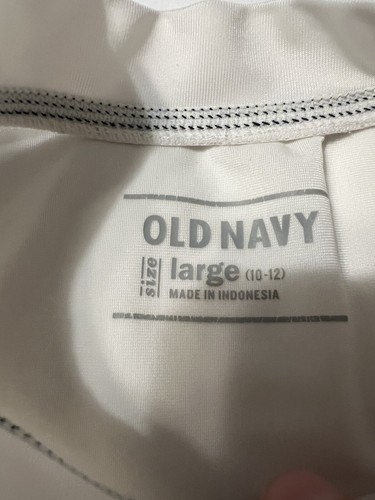 OLD NAVY
size large (10-12)
MADE IN INDONESIA